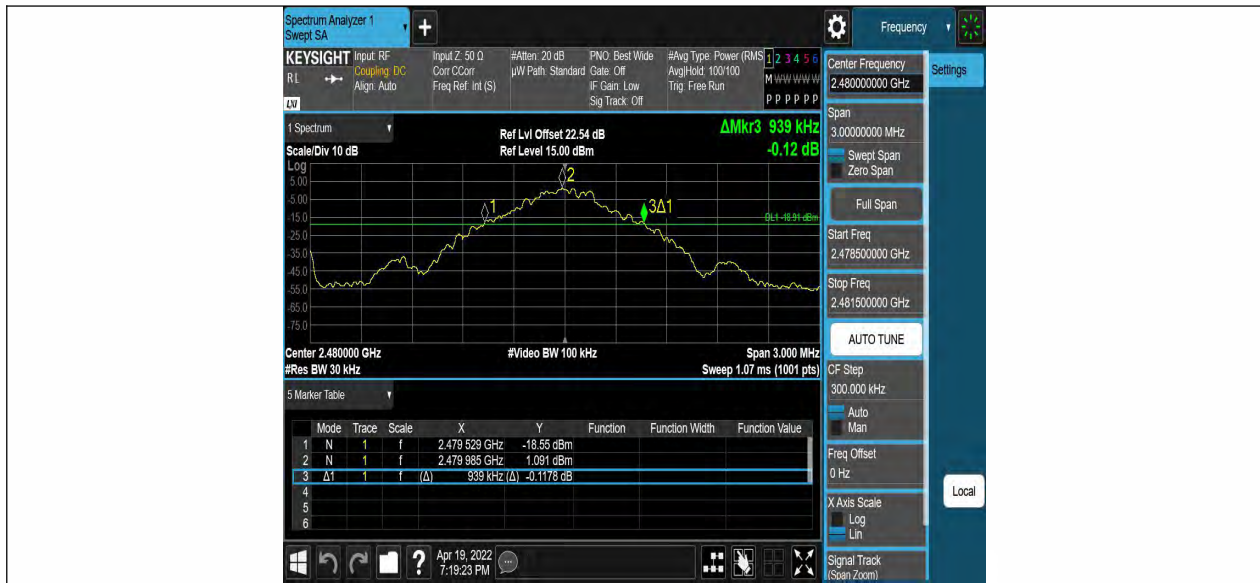 Spectrum Analyzer 1
Swept SA
+
Frequency
KEYSIGHT
RL
LXI
Input: RF
Coupling: DC
Align: Auto
Input Z: 50 Ω
Corr CCorr
Freq Ref: Int (S)
#Atten: 20 dB
µW Path: Standard
PNO: Best Wide
Gate: Off
IF Gain: Low
Sig Track: Off
#Avg Type: Power (RMS
Avg|Hold: 100/100
Trig: Free Run
1 2 3 4 5 6
M W W W W W
P P P P P P
1 Spectrum
Scale/Div 10 dB
Ref Lvl Offset 22.54 dB
Ref Level 15.00 dBm
ΔMkr3 939 kHz
-0.12 dB
Log
5.00
-5.00
-15.0
-25.0
-35.0
-45.0
-55.0
-65.0
-75.0
1
2
3Δ1
DL1 -18.91 dBm
Center 2.480000 GHz
#Video BW 100 kHz
Span 3.000 MHz
#Res BW 30 kHz
Sweep 1.07 ms (1001 pts)
5 Marker Table
Mode Trace Scale X Y Function Function Width Function Value
1 N 1 f 2.479 529 GHz -18.55 dBm
2 N 1 f 2.479 985 GHz 1.091 dBm
3 Δ1 1 f (Δ) 939 kHz (Δ) -0.1178 dB
4
5
6
Apr 19, 2022
7:19:23 PM
?
Center Frequency
2.480000000 GHz
Settings
Span
3.00000000 MHz
Swept Span
Zero Span
Full Span
Start Freq
2.478500000 GHz
Stop Freq
2.481500000 GHz
AUTO TUNE
CF Step
300.000 kHz
Auto
Man
Freq Offset
0 Hz
X Axis Scale
Log
Lin
Signal Track
(Span Zoom)
Local